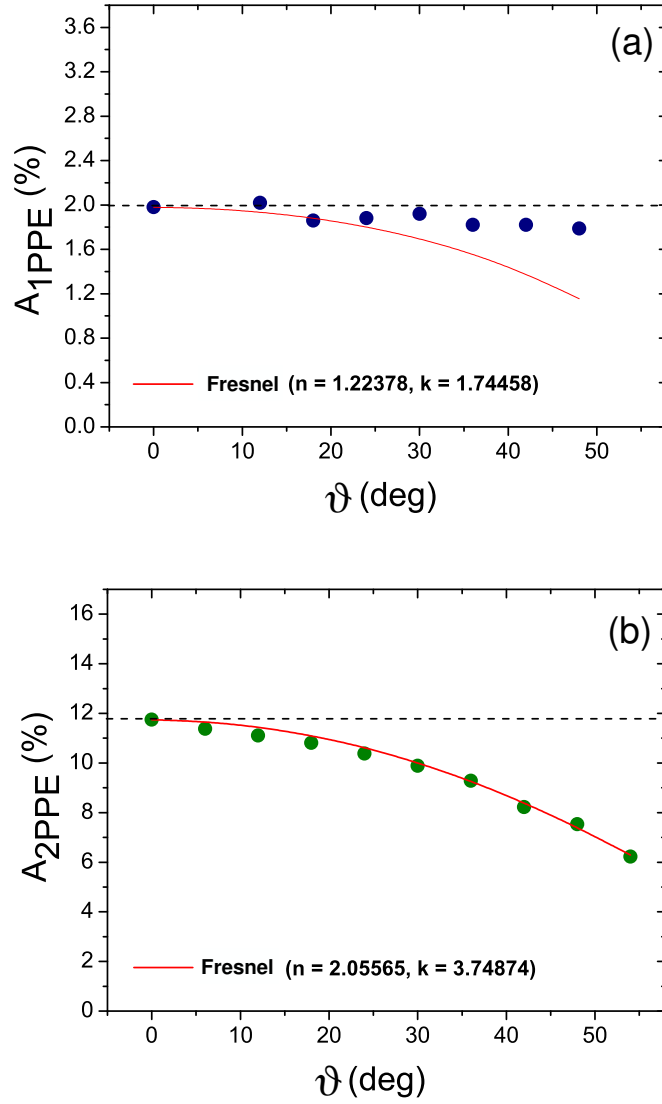 (a)
3.6
3.2
2.8
2.4
2.0
1.6
1.2
0.8
0.4
0.0
A1PPE (%)
Fresnel (n = 1.22378, k = 1.74458)
0 10 20 30 40 50
ϑ (deg)
(b)
16
14
12
10
8
6
4
2
0
A2PPE (%)
Fresnel (n = 2.05565, k = 3.74874)
0 10 20 30 40 50
ϑ (deg)